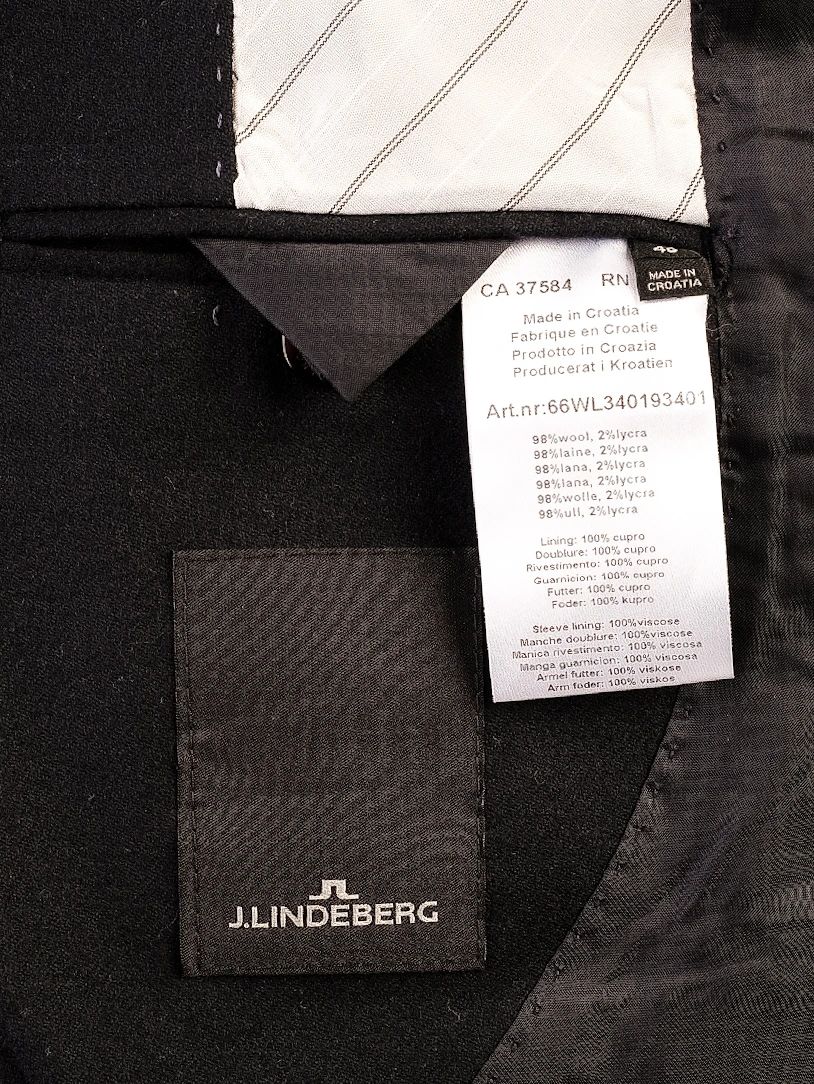 CA 37584 RN
MADE IN
CROATIA
Made in Croatia
Fabrique en Croatie
Prodotto in Croazia
Producerat i Kroatien
Art.nr:66WL340193401
98%wool, 2%lycra
98%laine, 2%lycra
98%lana, 2%lycra
98%lana, 2%lycra
98%wolle, 2%lycra
98%ull, 2%lycra
Lining: 100% cupro
Doublure: 100% cupro
Rivestimento: 100% cupro
Guarnicion: 100% cupro
Futter: 100% cupro
Foder: 100% kupro
Sleeve lining: 100%viscose
Manche doublure: 100%viscose
Manica rivestimento: 100% viscosa
Manga guarnicion: 100% viscosa
Armel futter: 100% viskose
Arm foder: 100% viskos
J.LINDEBERG